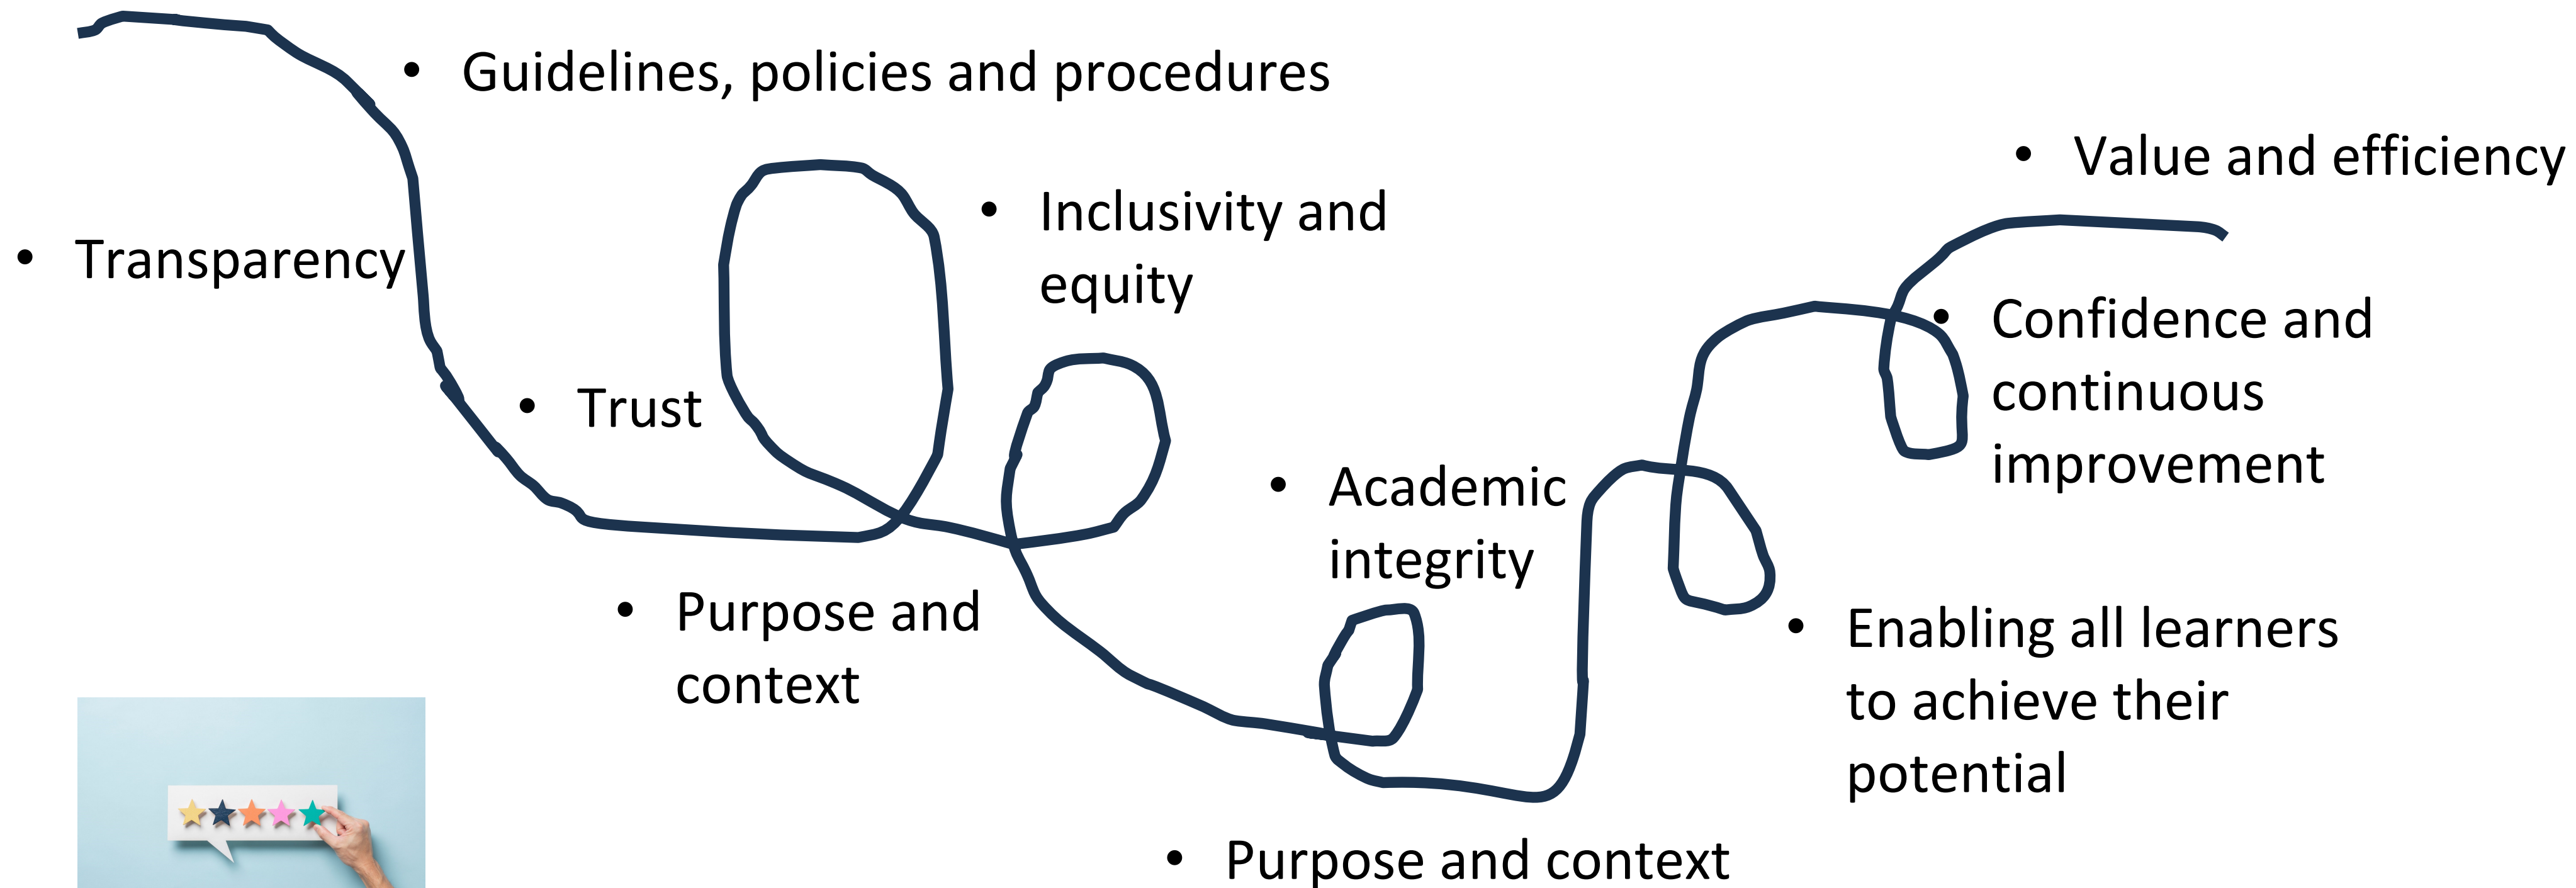 • Guidelines, policies and procedures
• Value and efficiency
• Inclusivity and
equity
• Transparency
• Confidence and
continuous
improvement
• Trust
• Academic
integrity
• Purpose and
context
• Enabling all learners
to achieve their
potential
• Purpose and context